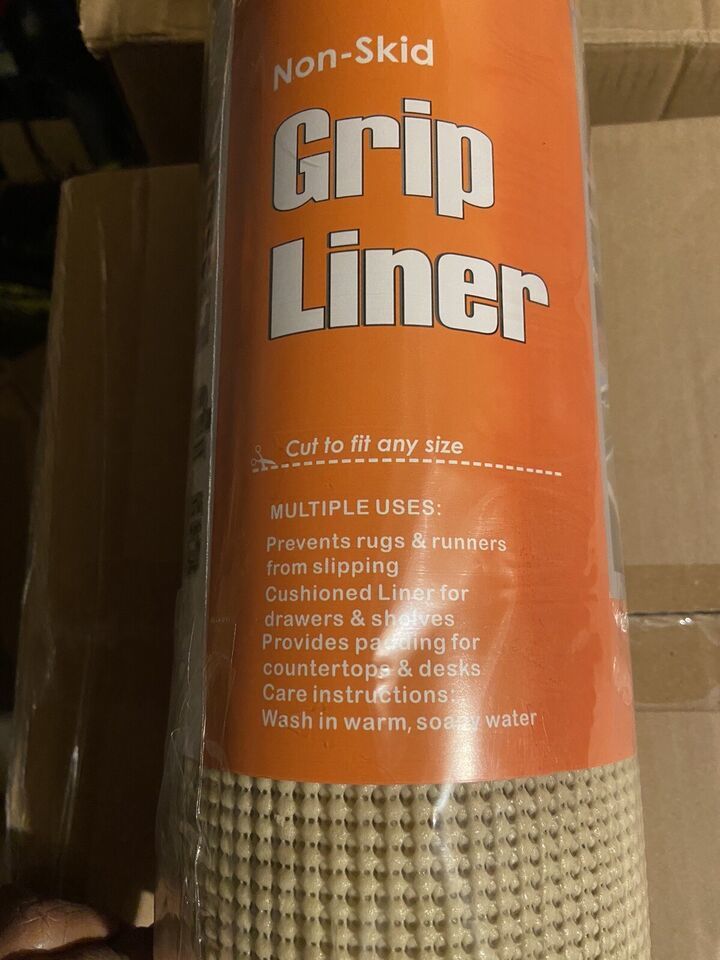 Non-Skid
Grip
Liner
Cut to fit any size
MULTIPLE USES:
Prevents rugs & runners
from slipping
Cushioned Liner for
drawers & shelves
Provides padding for
countertops & desks
Care instructions:
Wash in warm, soapy water